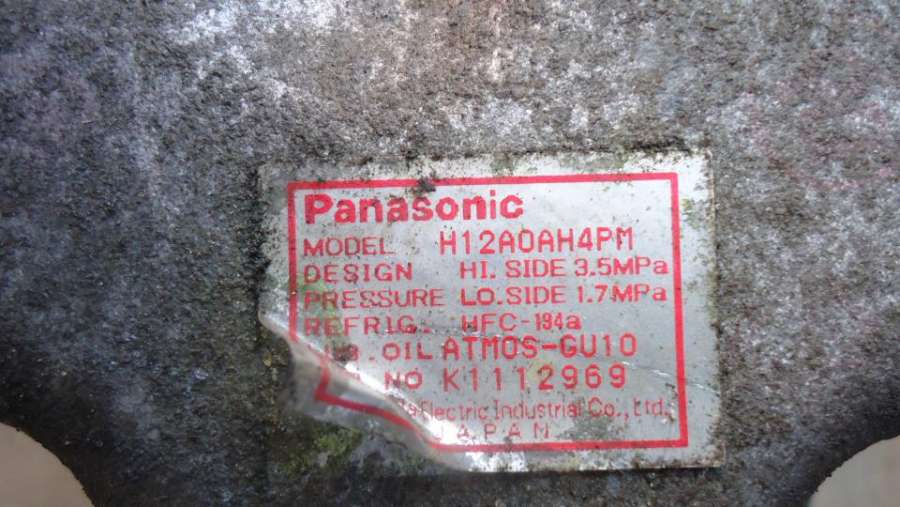 Panasonic
MODEL H12A0AH4PM
DESIGN HI. SIDE 3.5MPa
PRESSURE LO.SIDE 1.7MPa
REFRIG. HFC-134a
OIL ATMOS-GU10
NO K1112969
Electric Industrial Co., Ltd.
JAPAN